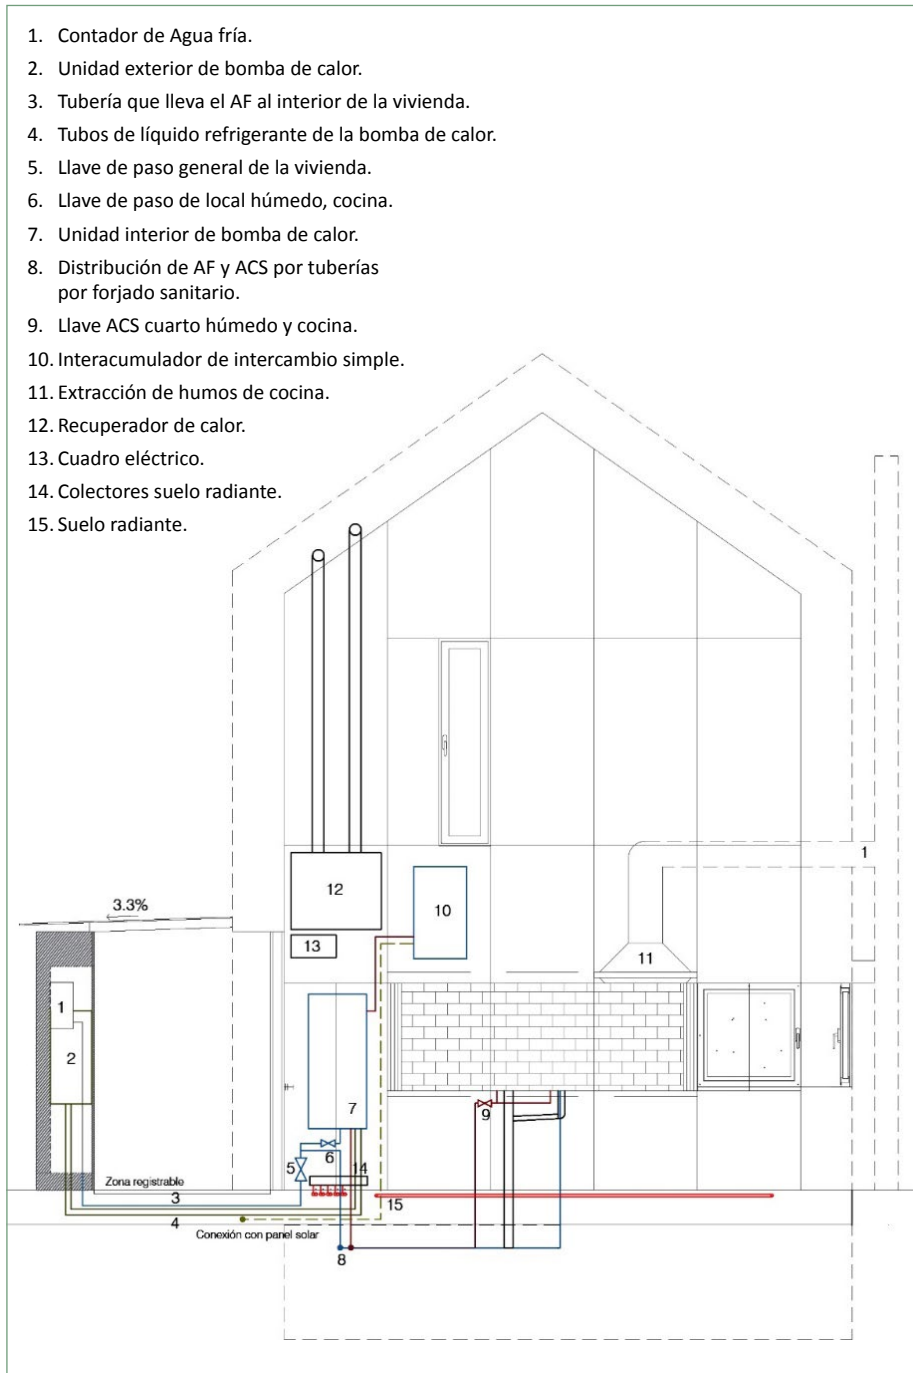 1. Contador de Agua fría.
2. Unidad exterior de bomba de calor.
3. Tubería que lleva el AF al interior de la vivienda.
4. Tubos de líquido refrigerante de la bomba de calor.
5. Llave de paso general de la vivienda.
6. Llave de paso de local húmedo, cocina.
7. Unidad interior de bomba de calor.
8. Distribución de AF y ACS por tuberías
por forjado sanitario.
9. Llave ACS cuarto húmedo y cocina.
10. Interacumulador de intercambio simple.
11. Extracción de humos de cocina.
12. Recuperador de calor.
13. Cuadro eléctrico.
14. Colectores suelo radiante.
15. Suelo radiante.
1
12
3.3%
10
13
11
1
2
7
9
6
5
14
Zona registrable
3
15
4
Conexión con panel solar
8